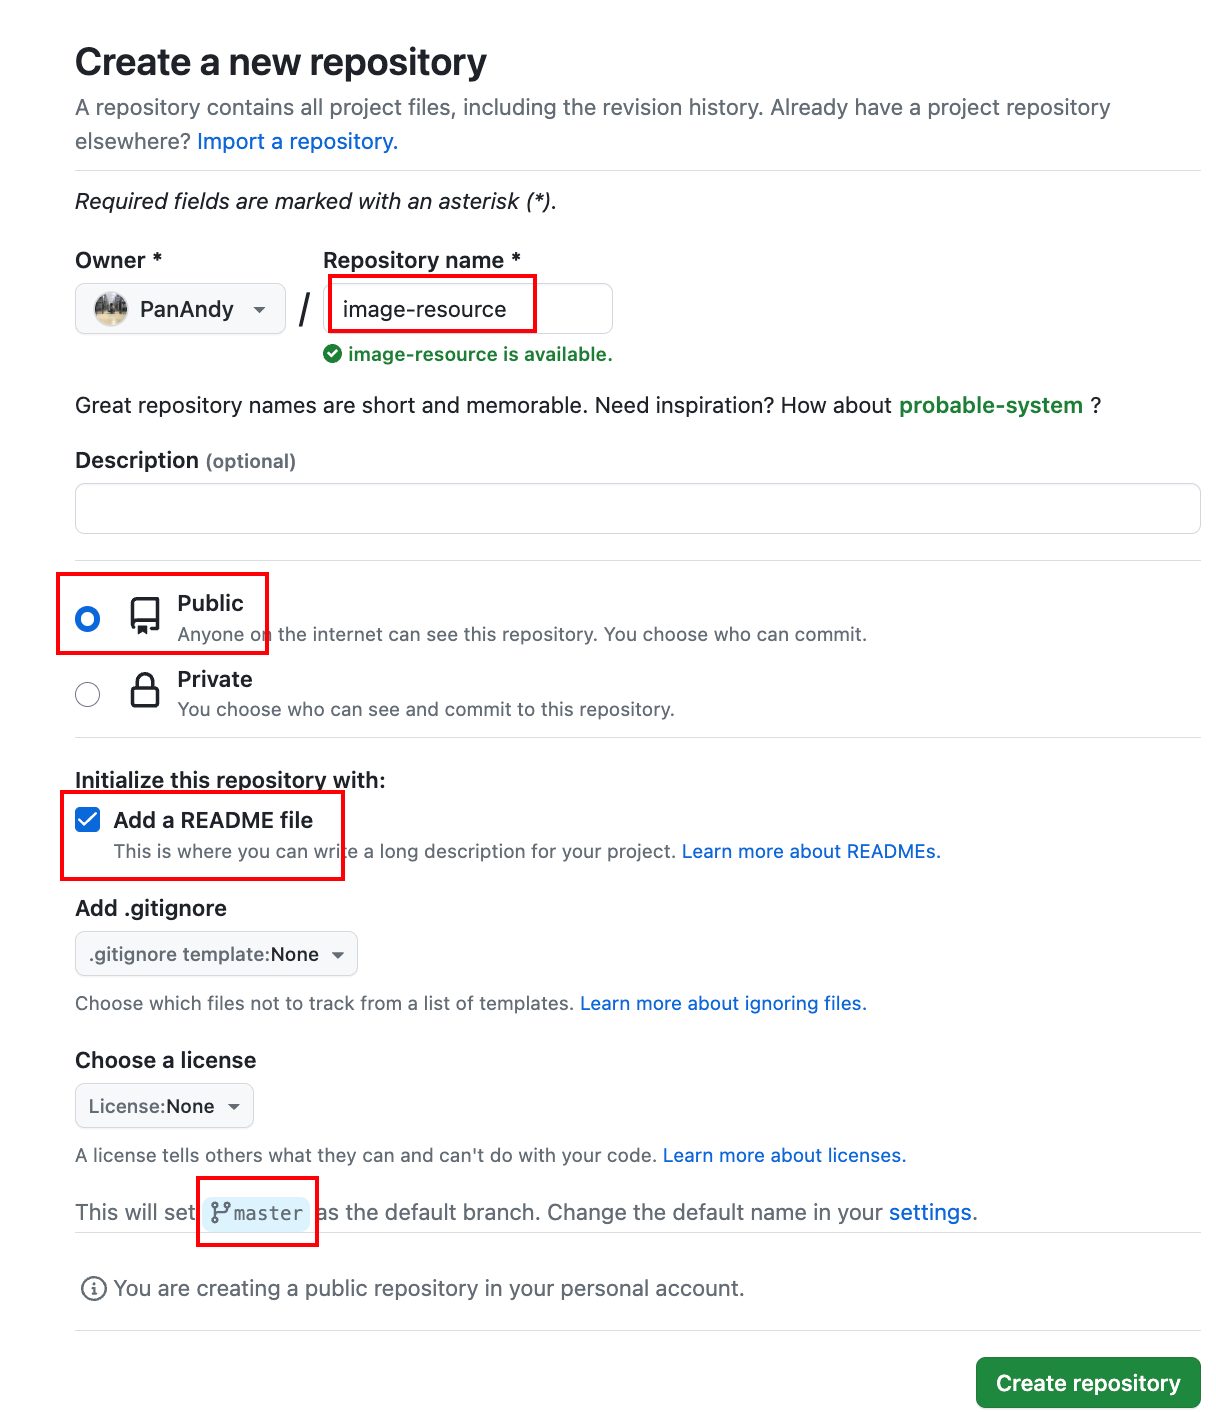 Create a new repository
A repository contains all project files, including the revision history. Already have a project repository
elsewhere? Import a repository.
Required fields are marked with an asterisk (*).
Owner *
Repository name *
PanAndy
/
image-resource
image-resource is available.
Great repository names are short and memorable. Need inspiration? How about probable-system ?
Description (optional)
Public
Anyone on the internet can see this repository. You choose who can commit.
Private
You choose who can see and commit to this repository.
Initialize this repository with:
Add a README file
This is where you can write a long description for your project. Learn more about READMEs.
Add .gitignore
.gitignore template:None
Choose which files not to track from a list of templates. Learn more about ignoring files.
Choose a license
License:None
A license tells others what they can and can't do with your code. Learn more about licenses.
This will set master as the default branch. Change the default name in your settings.
You are creating a public repository in your personal account.
Create repository